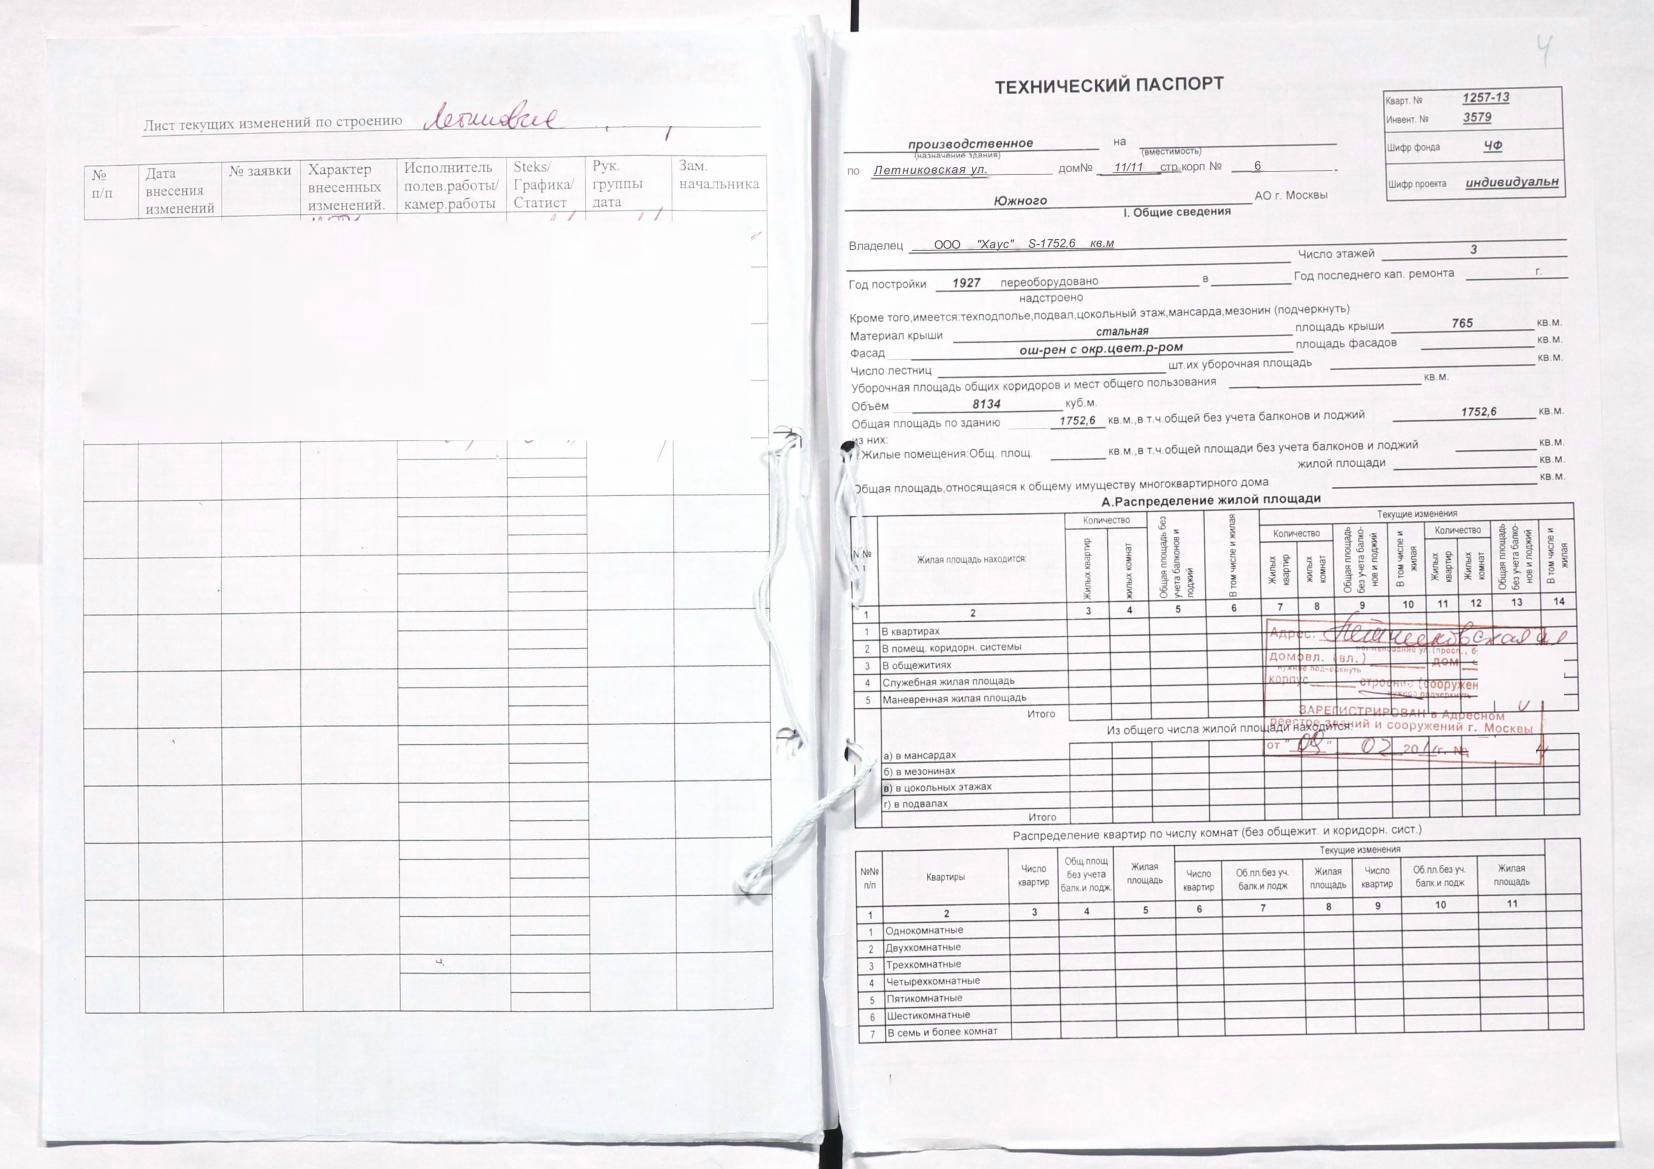 Лист текущих изменений по строению
№ п/п
Дата внесения изменений
№ заявки
Характер внесенных изменений.
Исполнитель полев.работы/ камер.работы
Steks/ Графика/ Статист
Рук. группы дата
Зам. начальника
4
ТЕХНИЧЕСКИЙ ПАСПОРТ
Кварт. № 1257-13
Инвент. № 3579
Шифр фонда ЧФ
Шифр проекта индивидуальн
производственное на
(назначение здания) (вместимость)
по Летниковская ул. дом№ 11/11 стр.корп № 6
Южного АО г. Москвы
I. Общие сведения
Владелец ООО "Хаус" S-1752,6 кв.м
Число этажей 3
Год постройки 1927 переоборудовано в Год последнего кап. ремонта г.
надстроено
Кроме того,имеется:техподполье,подвал,цокольный этаж,мансарда,мезонин (подчеркнуть)
Материал крыши стальная площадь крыши 765 кв.м.
Фасад ош-рен с окр.цвет.р-ром площадь фасадов кв.м.
Число лестниц шт.их уборочная площадь кв.м.
Уборочная площадь общих коридоров и мест общего пользования кв.м.
Объём 8134 куб.м.
Общая площадь по зданию 1752,6 кв.м.,в т.ч.общей без учета балконов и лоджий 1752,6 кв.м.
из них:
Жилые помещения:Общ. площ. кв.м.,в т.ч.общей площади без учета балконов и лоджий кв.м.
жилой площади кв.м.
Общая площадь,относящаяся к общему имуществу многоквартирного дома кв.м.
А.Распределение жилой площади
N №
Жилая площадь находится:
Количество
Жилых квартир
жилых комнат
Общая площадь без учета балконов и лоджий
В том числе и жилая
Текущие изменения
Количество
Жилых квартир
жилых комнат
Общая площадь без учета балко-нов и лоджий
В том числе и жилая
Количество
Жилых квартир
Жилых комнат
Общая площадь без учета балко-нов и лоджий
В том числе и жилая
1 2 3 4 5 6 7 8 9 10 11 12 13 14
1 В квартирах
2 В помещ. коридорн. системы
3 В общежитиях
4 Служебная жилая площадь
5 Маневренная жилая площадь
Итого
Адрес: Летниковская ул
домовл. (вл.) дом
нужное подчеркнуть
корпус строение (сооружен
ЗАРЕГИСТРИРОВАН в Адресном
реестре зданий и сооружений г. Москвы
от "09" 02 2011г. №
Из общего числа жилой площади находится:
а) в мансардах
б) в мезонинах
в) в цокольных этажах
г) в подвалах
Итого
Распределение квартир по числу комнат (без общежит. и коридорн. сист.)
№№ п/п
Квартиры
Число квартир
Общ.площ без учета балк.и лодж.
Жилая площадь
Текущие изменения
Число квартир
Об.пл.без уч. балк.и лодж
Жилая площадь
Число квартир
Об.пл.без уч. балк.и лодж
Жилая площадь
1 2 3 4 5 6 7 8 9 10 11
1 Однокомнатные
2 Двухкомнатные
3 Трехкомнатные
4 Четырехкомнатные
5 Пятикомнатные
6 Шестикомнатные
7 В семь и более комнат